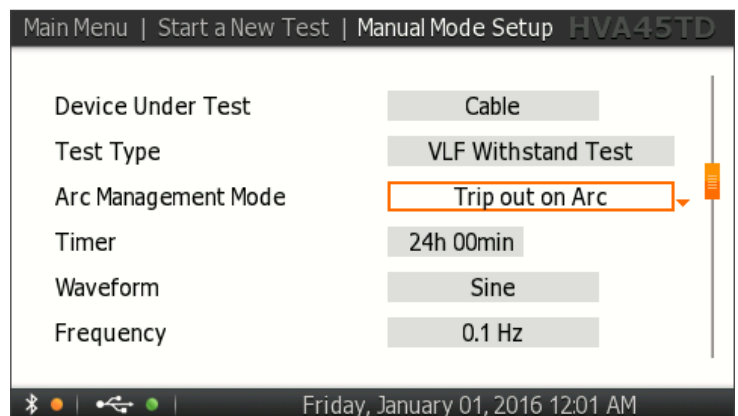 Main Menu | Start a New Test | Manual Mode Setup HVA45TD
Device Under Test Cable
Test Type VLF Withstand Test
Arc Management Mode Trip out on Arc
Timer 24h 00min
Waveform Sine
Frequency 0.1 Hz
Friday, January 01, 2016 12:01 AM